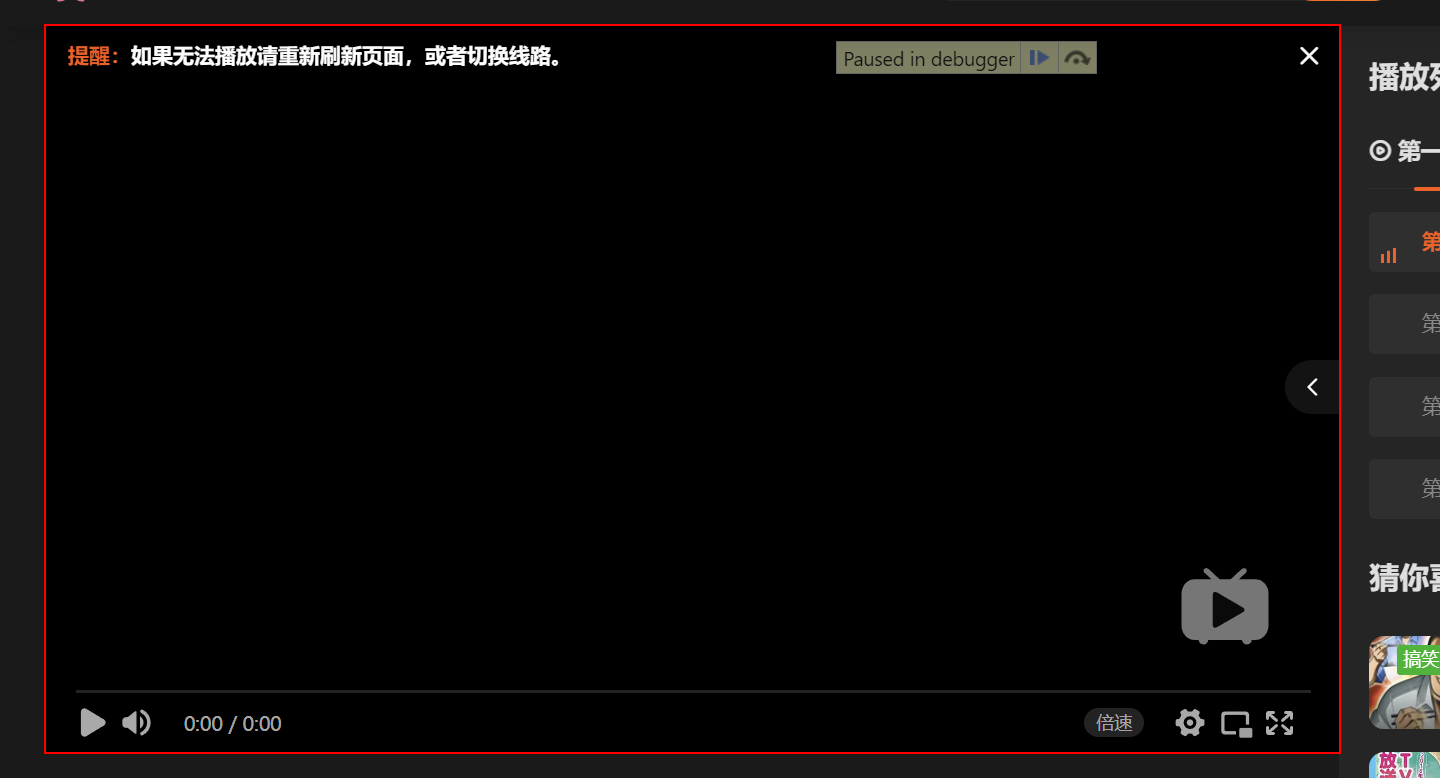 提醒：如果无法播放请重新刷新页面，或者切换线路。
Paused in debugger
播放
第一
第
第
第
第
猜你
搞笑
0:00 / 0:00
倍速